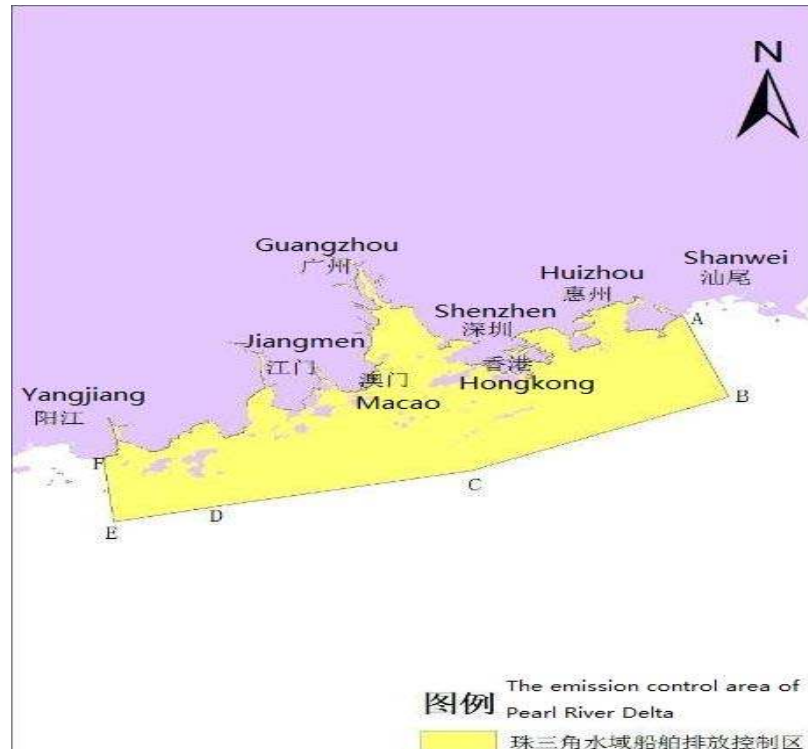 N
Guangzhou
广州
Shanwei
汕尾
Huizhou
惠州
Shenzhen
深圳
A
Jiangmen
江门
香港
Hongkong
澳门
Macao
Yangjiang
阳江
B
F
C
D
E
图例 The emission control area of
Pearl River Delta
珠三角水域船舶排放控制区